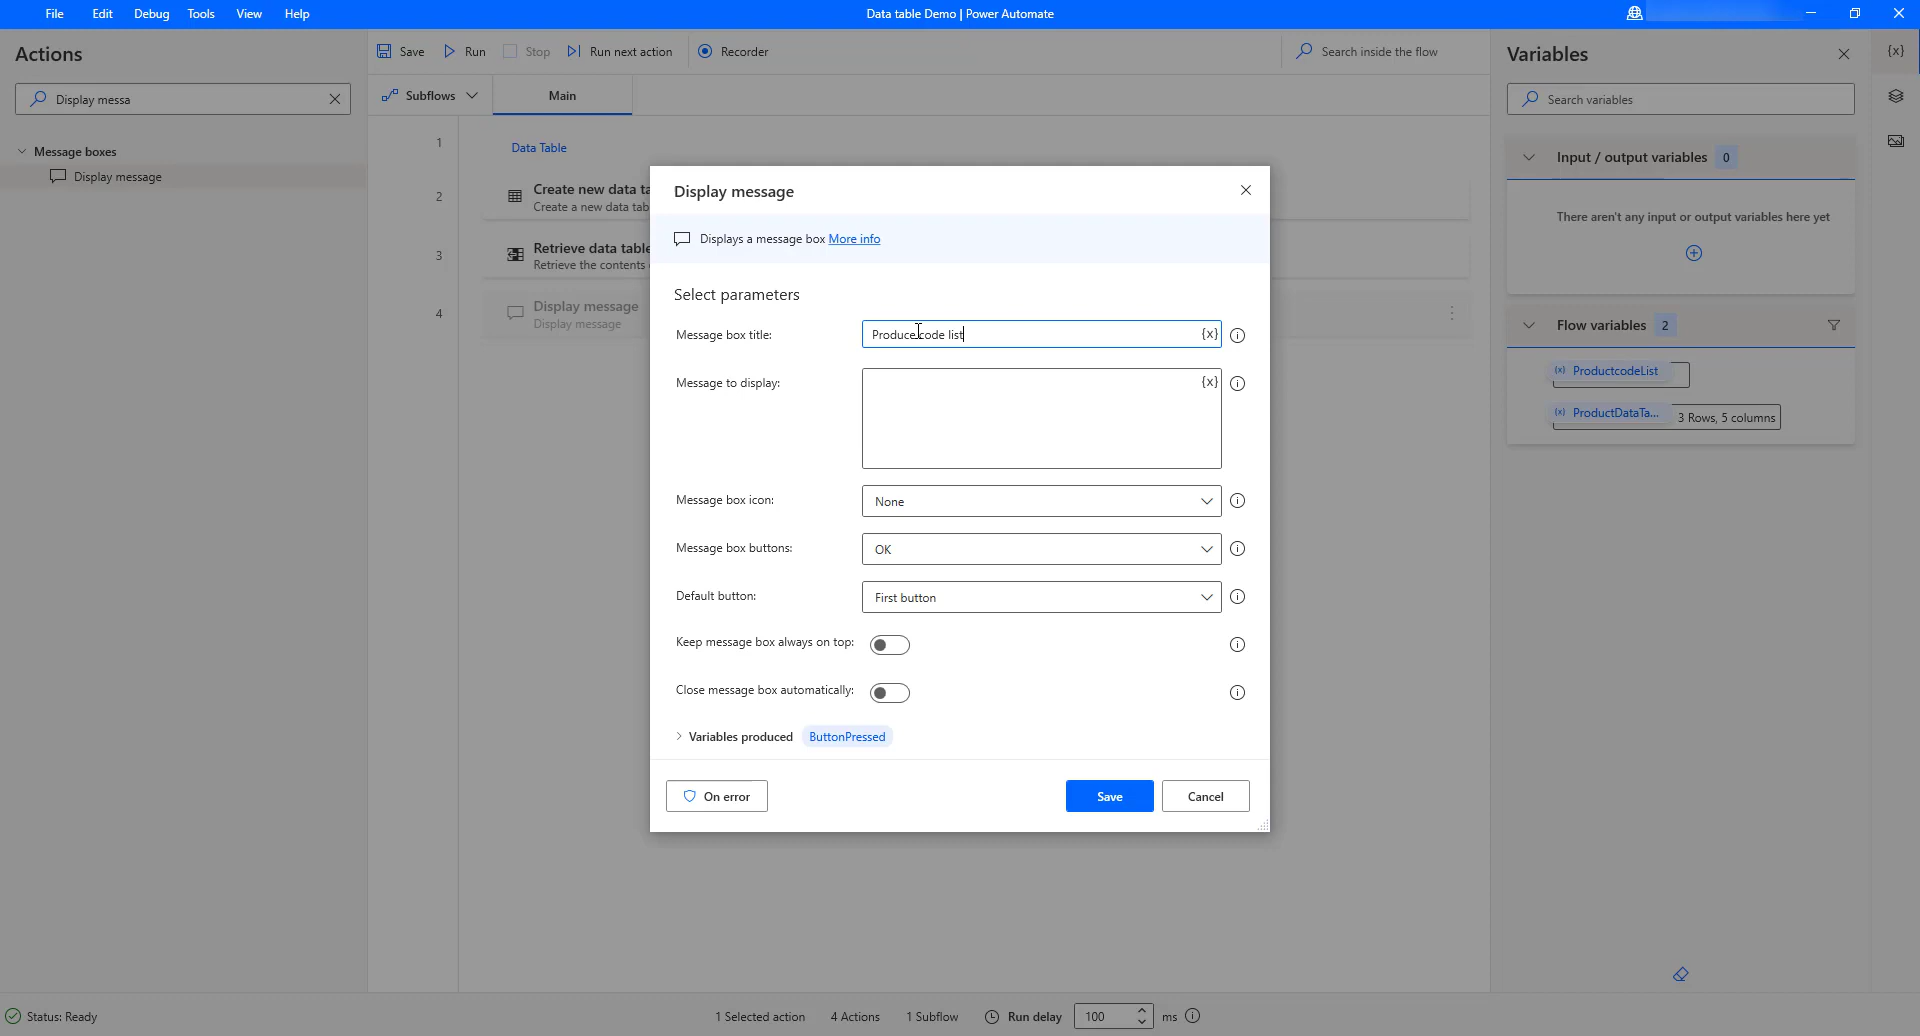 File Edit Debug Tools View Help
Data table Demo | Power Automate
Actions
Display messa
Message boxes
Display message
Save Run Stop Run next action Recorder
Search inside the flow
Subflows Main
1 Data Table
2 Create new data ta
Create a new data tab
3 Retrieve data table
Retrieve the contents
4 Display message
Display message
Display message
Displays a message box More info
Select parameters
Message box title: Produce code list {x}
Message to display: {x}
Message box icon: None
Message box buttons: OK
Default button: First button
Keep message box always on top:
Close message box automatically:
Variables produced ButtonPressed
On error Save Cancel
Variables
{x}
Search variables
Input / output variables 0
There aren't any input or output variables here yet
Flow variables 2
(x) ProductcodeList
(x) ProductDataTa... 3 Rows, 5 columns
Status: Ready 1 Selected action 4 Actions 1 Subflow Run delay 100 ms